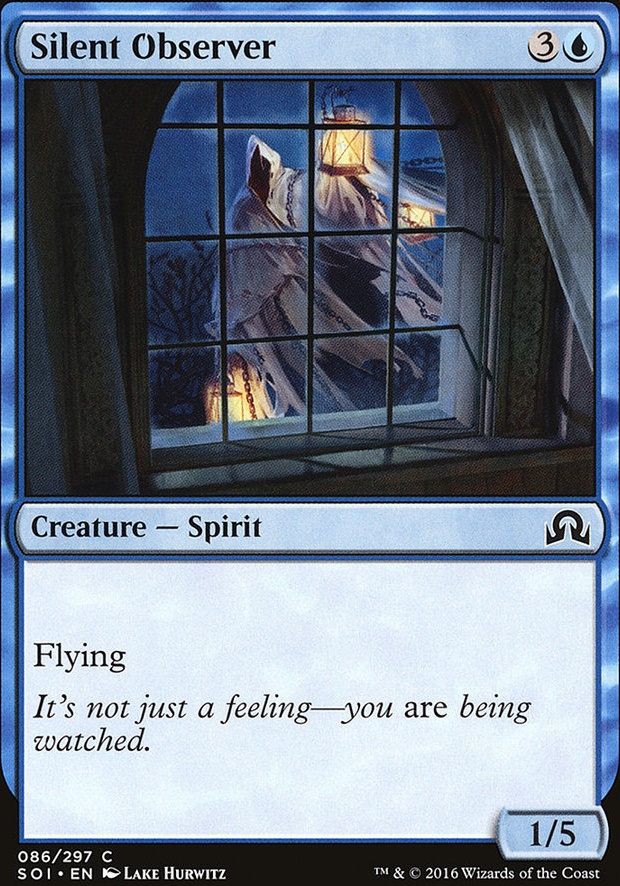 Silent Observer
3
Creature — Spirit
Flying
It's not just a feeling—you are being
watched.
1/5
086/297 C
SOI • EN Lake Hurwitz
™ & © 2016 Wizards of the Coast